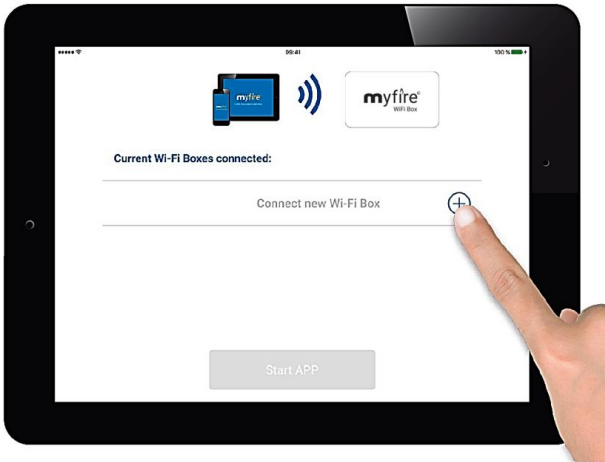 09:41
100 %
myfire
myfire
WiFi Box
Current Wi-Fi Boxes connected:
Connect new Wi-Fi Box
Start APP